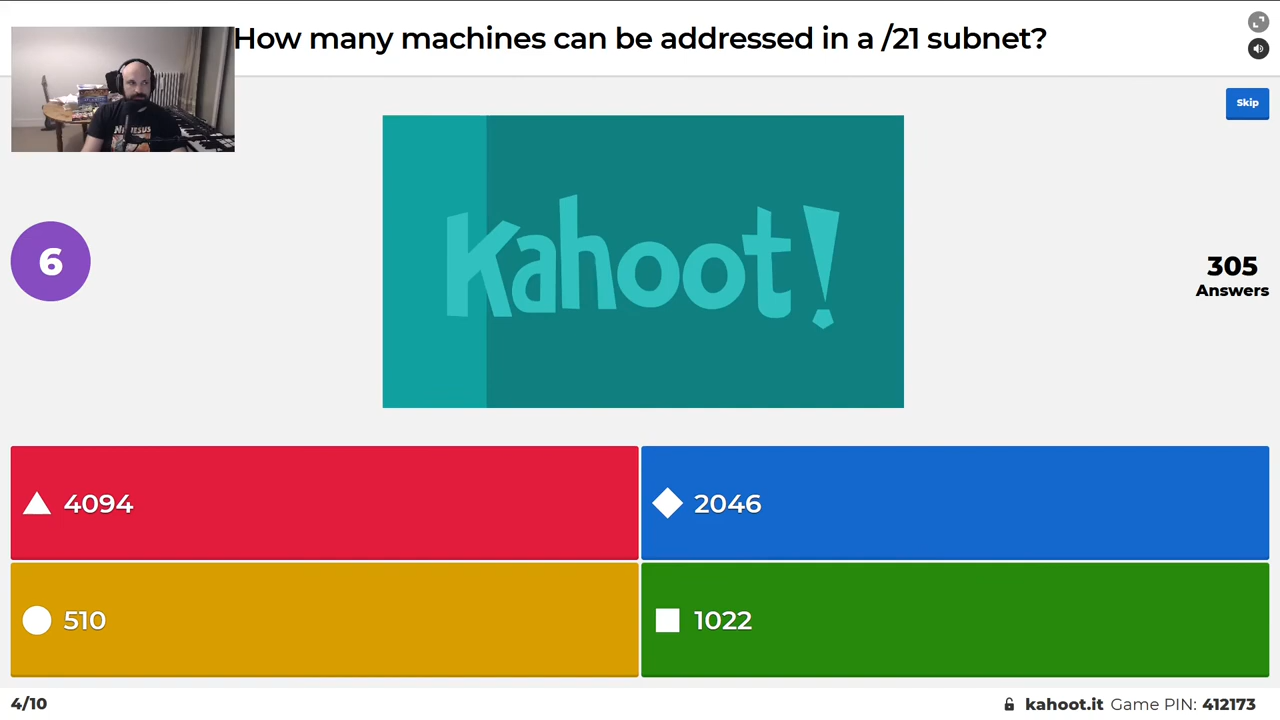 How many machines can be addressed in a /21 subnet?
Skip
Kahoot!
6
305
Answers
4094
2046
510
1022
4/10
kahoot.it Game PIN: 412173